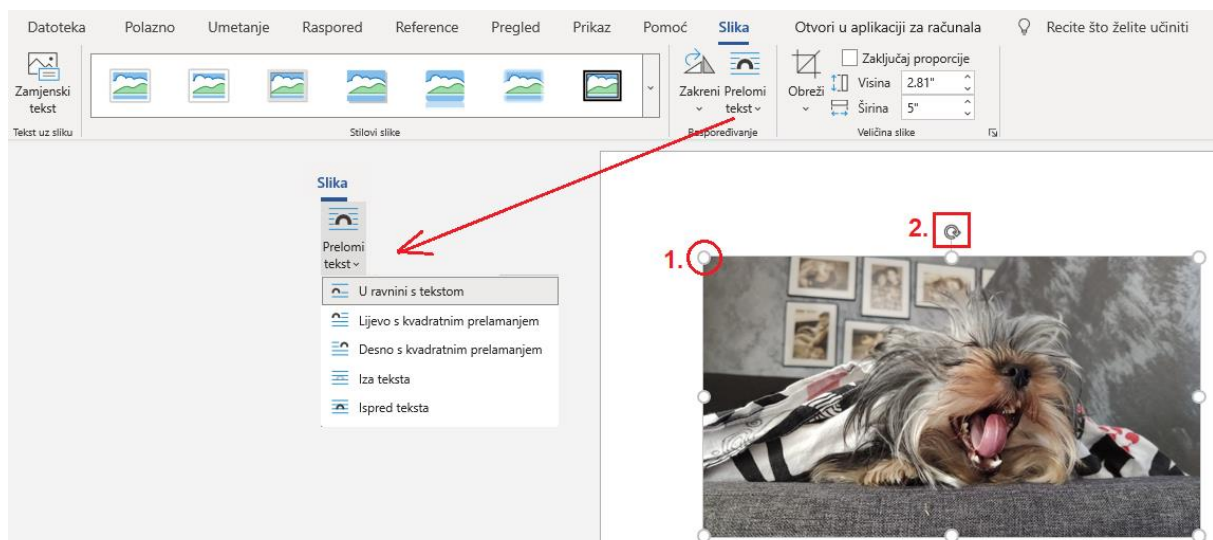 Datoteka Polazno Umetanje Raspored Reference Pregled Prikaz Pomoć Slika Otvori u aplikaciji za računala Recite što želite učiniti
Zamjenski
tekst
Zakreni
Prelomi
tekst
Obreži
Zaključaj proporcije
Visina 2.81"
Širina 5"
Tekst uz sliku
Stilovi slike
Raspoređivanje
Veličina slike
Slika
Prelomi
tekst
U ravnini s tekstom
Lijevo s kvadratnim prelamanjem
Desno s kvadratnim prelamanjem
Iza teksta
Ispred teksta
2.
1.